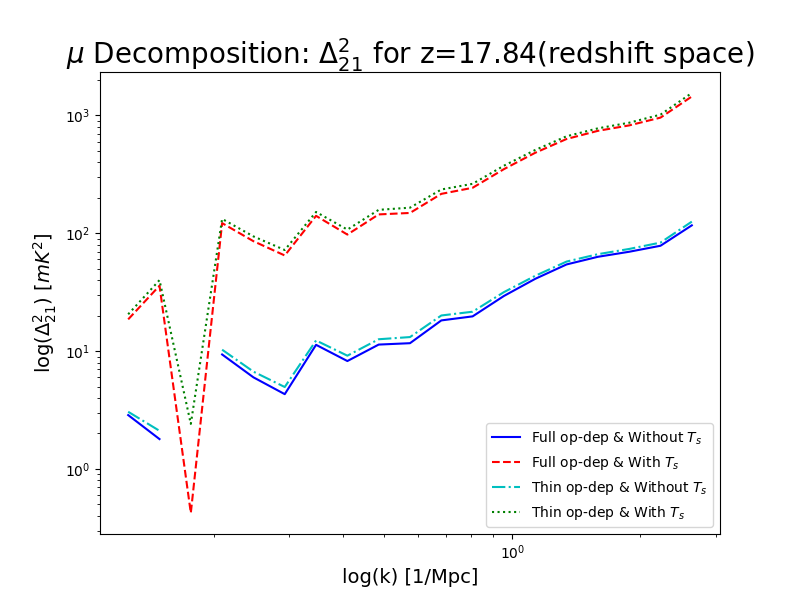 μ Decomposition: Δ²₂₁ for z=17.84(redshift space)
log(Δ²₂₁) [mK²]
10³
10²
10¹
10⁰
Full op-dep & Without Tₛ
Full op-dep & With Tₛ
Thin op-dep & Without Tₛ
Thin op-dep & With Tₛ
10⁰
log(k) [1/Mpc]